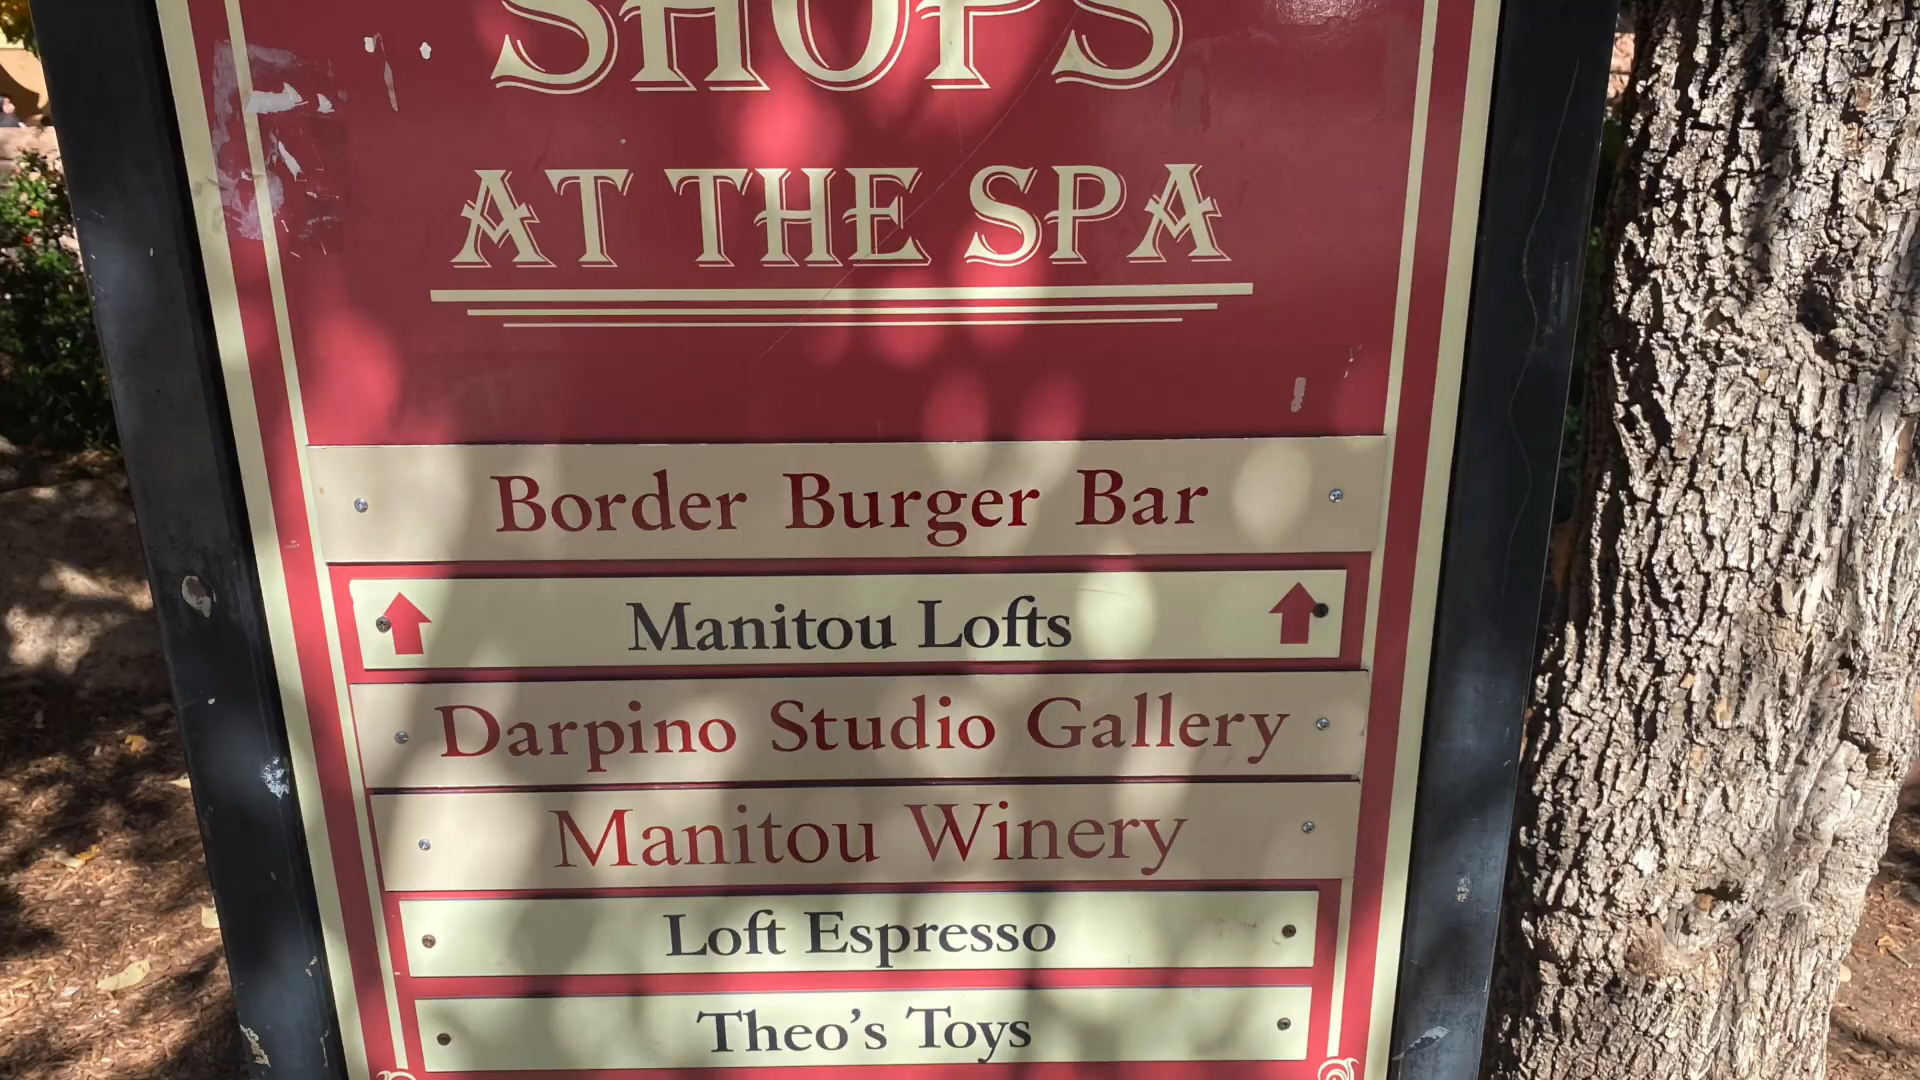 SHOPS
AT THE SPA
Border Burger Bar
Manitou Lofts
Darpino Studio Gallery
Manitou Winery
Loft Espresso
Theo's Toys